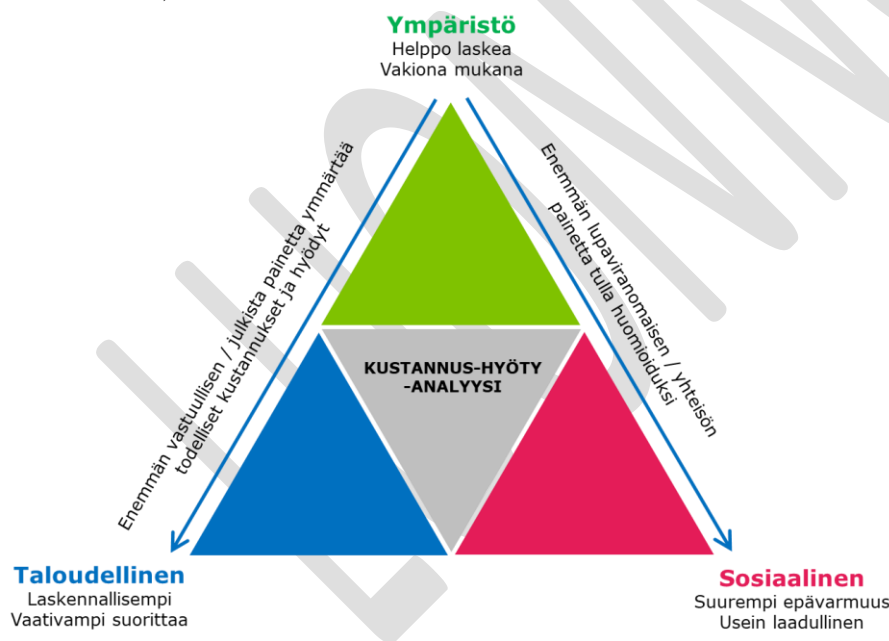 Ympäristö
Helppo laskea
Vakiona mukana
Enemmän vastuullisen / julkista painetta ymmärtää
todelliset kustannukset ja hyödyt
Enemmän lupaviranomaisen / yhteisön
painetta tulla huomioiduksi
KUSTANNUS-HYÖTY
-ANALYYSI
Taloudellinen
Laskennallisempi
Vaativampi suorittaa
Sosiaalinen
Suurempi epävarmuus
Usein laadullinen